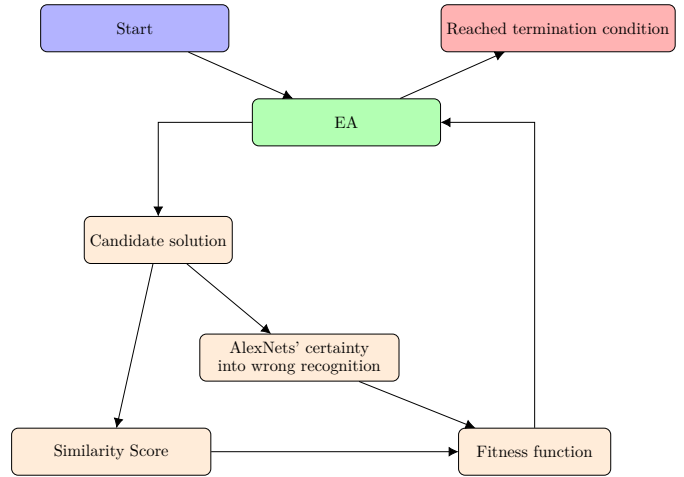 Start
Reached termination condition
EA
Candidate solution
AlexNets’ certainty
into wrong recognition
Similarity Score
Fitness function